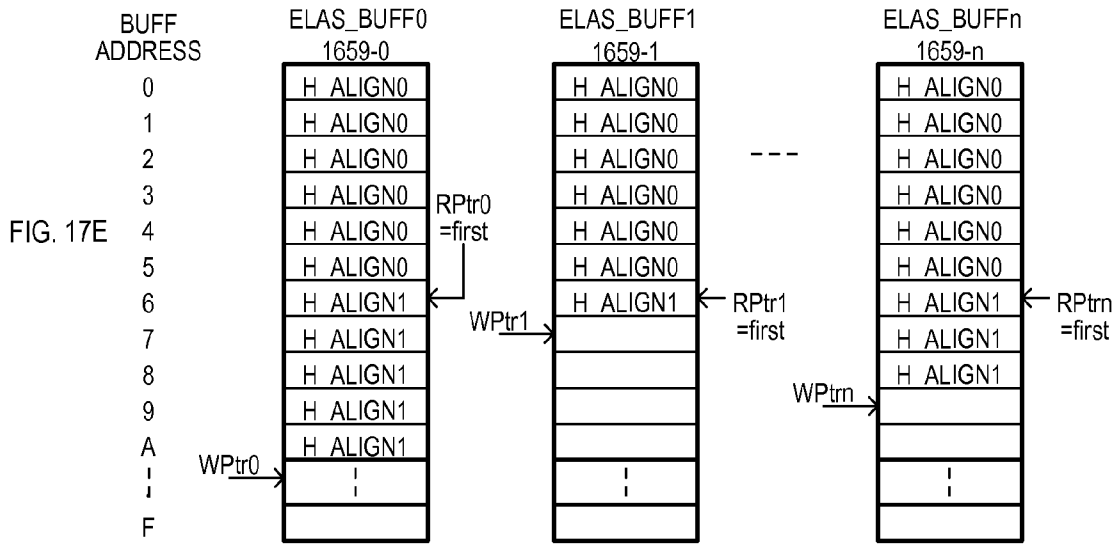 BUFF ELAS_BUFF0 ELAS_BUFF1 ELAS_BUFFn
ADDRESS 1659-0 1659-1 1659-n
0 H ALIGN0 H ALIGN0 H ALIGN0
1 H ALIGN0 H ALIGN0 H ALIGN0
2 H ALIGN0 H ALIGN0 H ALIGN0
3 H ALIGN0 H ALIGN0 H ALIGN0
RPtr0
FIG. 17E 4 H ALIGN0 =first H ALIGN0 H ALIGN0
5 H ALIGN0 H ALIGN0 H ALIGN0
6 H ALIGN1 H ALIGN1 RPtr1 H ALIGN1 RPtrn
WPtr1 =first =first
7 H ALIGN1 H ALIGN1
8 H ALIGN1 H ALIGN1
WPtrn
9 H ALIGN1
A H ALIGN1
WPtr0
F